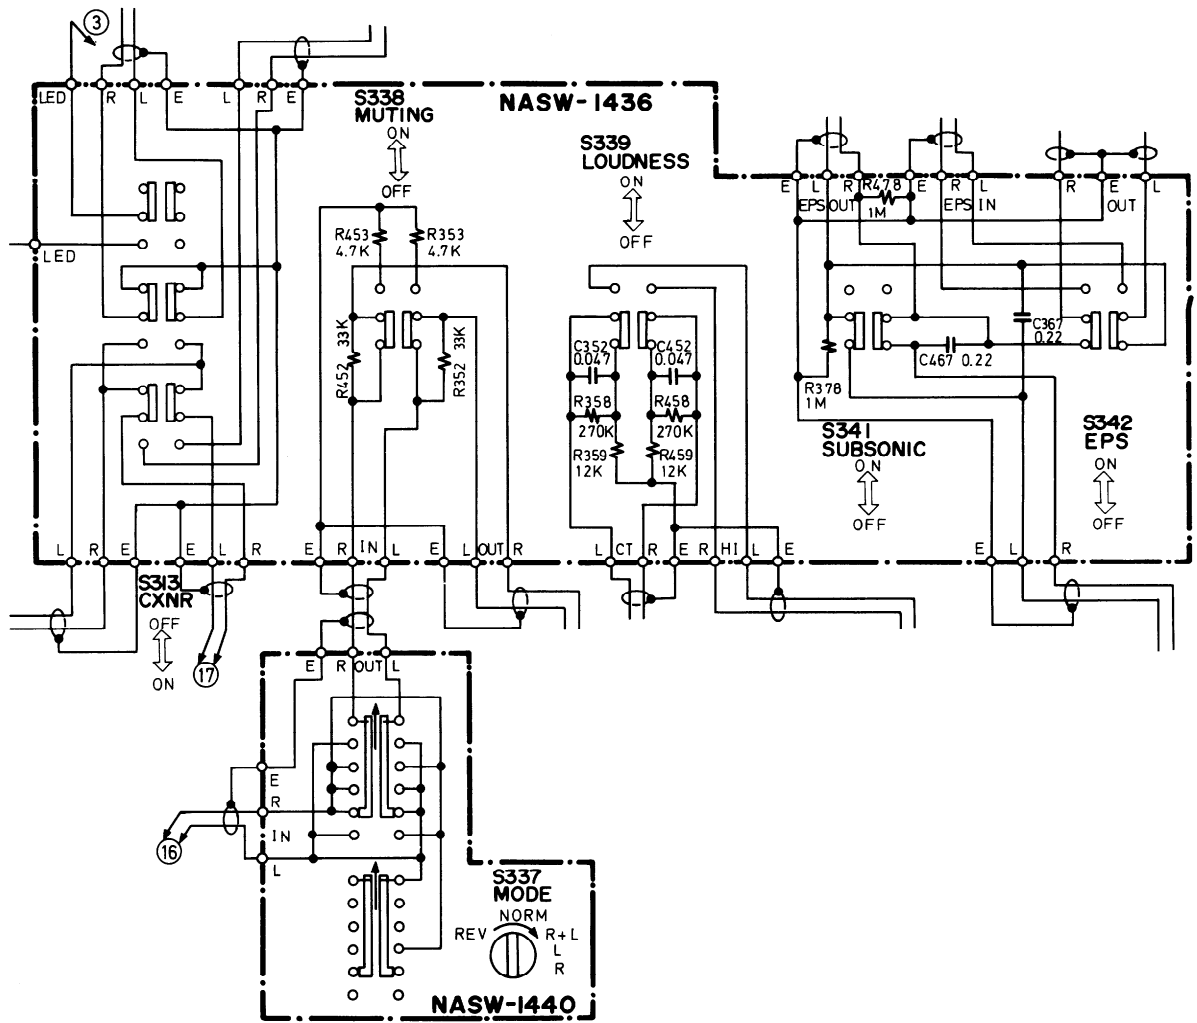 3
LED R L E L R E
S338
MUTING
ON
OFF
NASW-1436
S339
LOUDNESS
ON
OFF
E L R R478 E R L R E L
EPS OUT 1M EPS IN OUT
LED
R453
4.7K
R353
4.7K
33K
R452
33K
R352
C352
0.047
C452
0.047
R358
270K
R458
270K
R359
12K
R459
12K
C367
0.22
C467 0.22
R378
1M
S341
SUBSONIC
ON
OFF
S342
EPS
ON
OFF
L R E E L R E R IN L E L OUT R L CT R E R HI L E E L R
S313
CXNR
OFF
ON
17
E R OUT L
E
R
IN
L
16
S337
MODE
NORM
REV R+L
L
R
NASW-1440